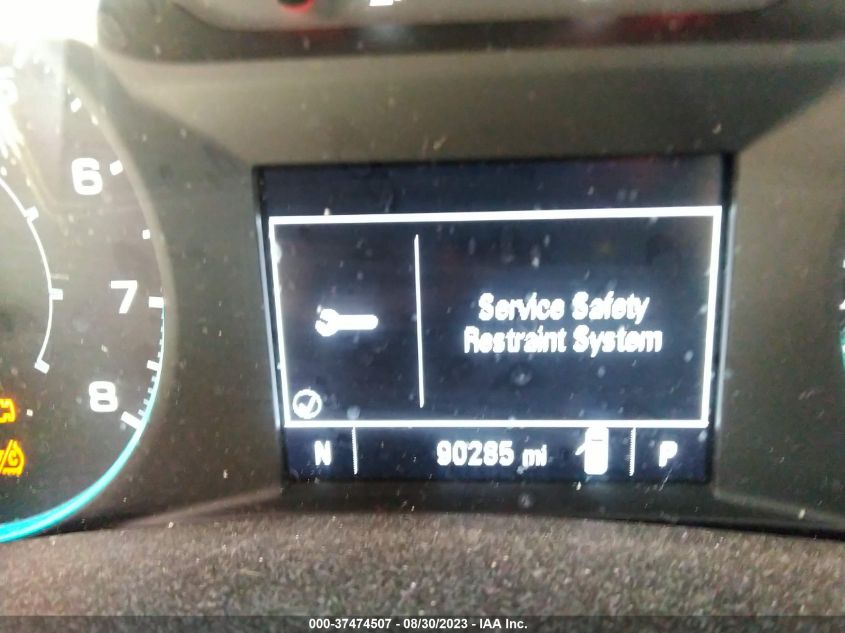 6
7
8
Service Safety
Restraint System
N 90285 mi P
000-37474507 - 08/30/2023 - IAA Inc.